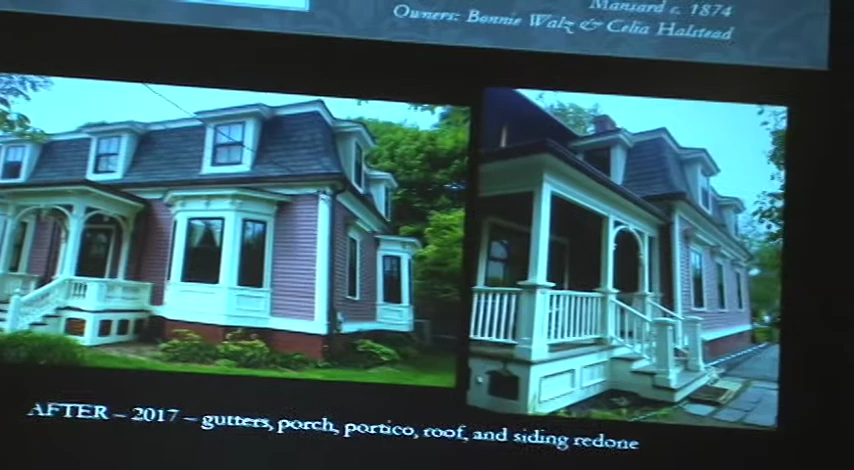 Mansard c. 1874
Owners: Bonnie Walz & Celia Halstead
AFTER – 2017 – gutters, porch, portico, roof, and siding redone